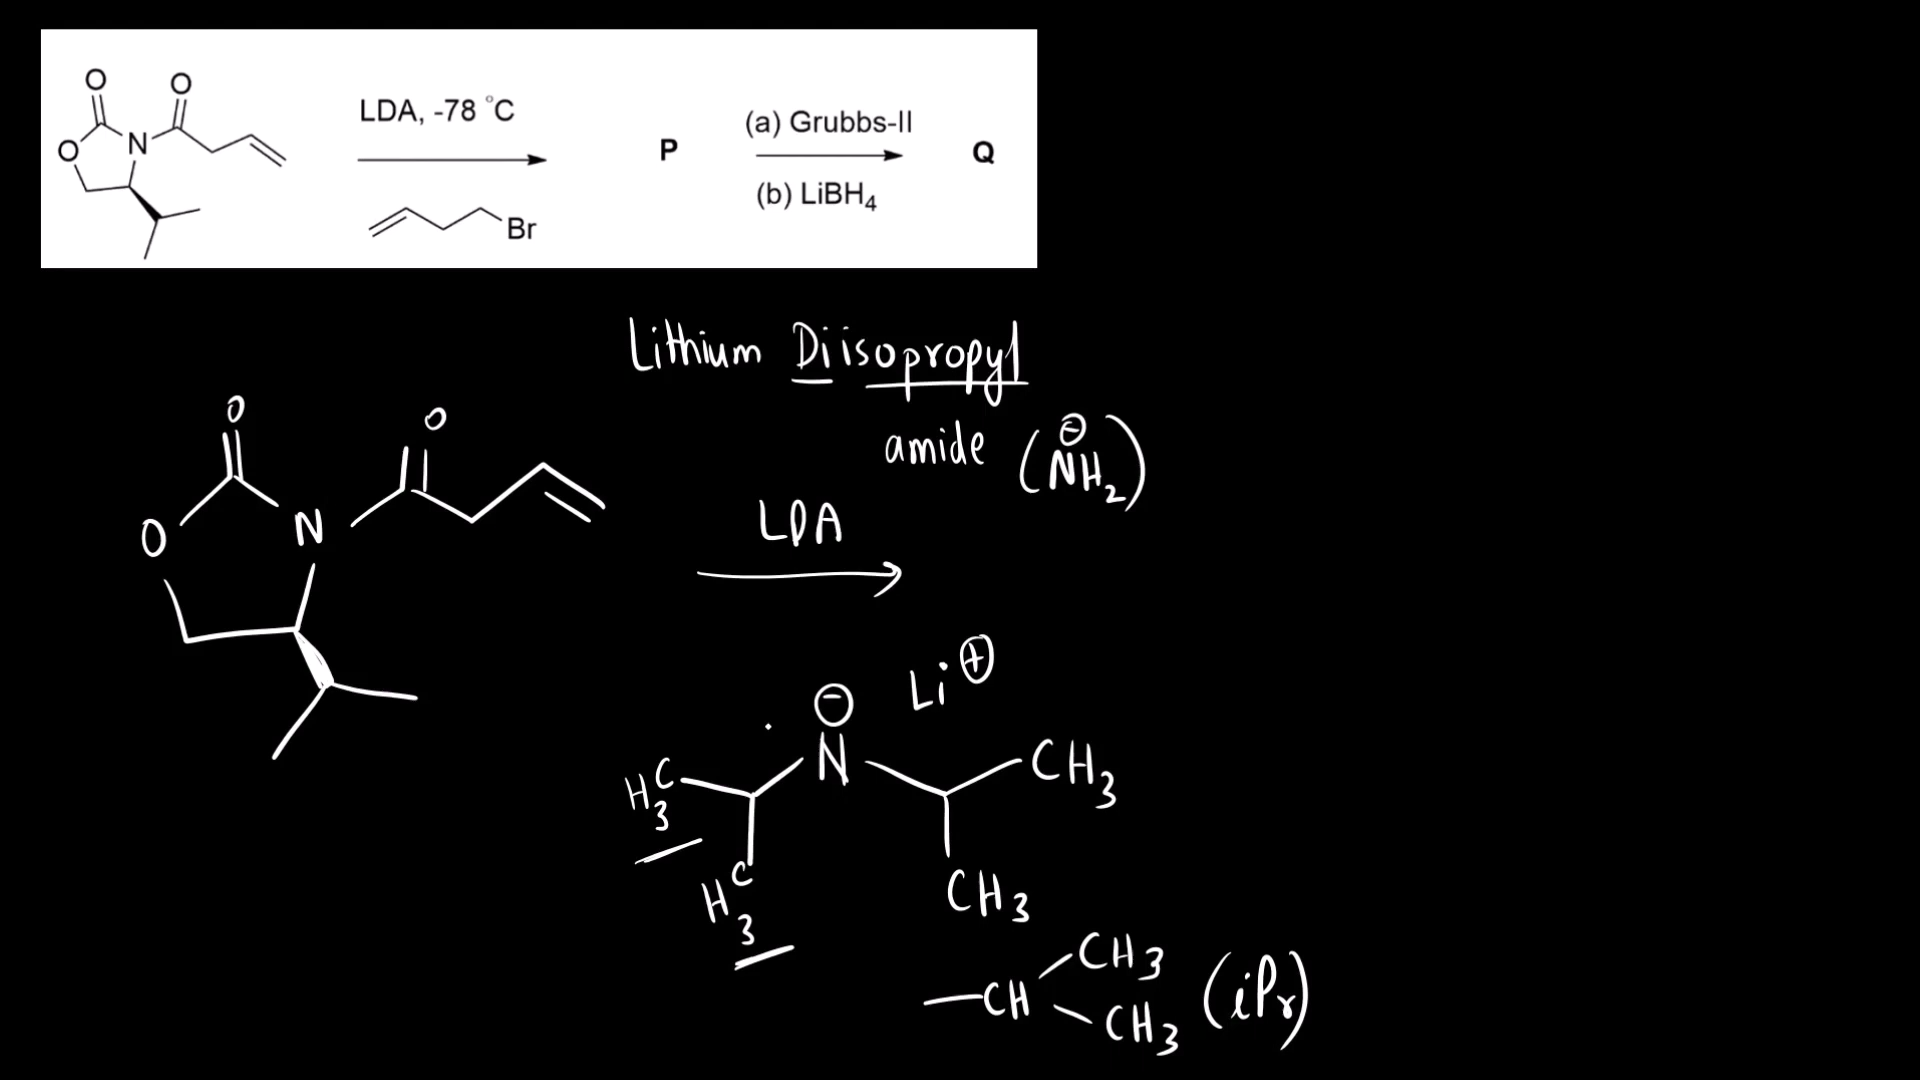 O O
LDA, -78 °C
(a) Grubbs-II
O N
P
Q
(b) LiBH4
Br
Lithium Diisopropyl
amide (⊖NH2)
O O
LDA
O N
Li⊕
⊖
H3C N CH3
H3C CH3
—CH CH3 CH3 (iPr)